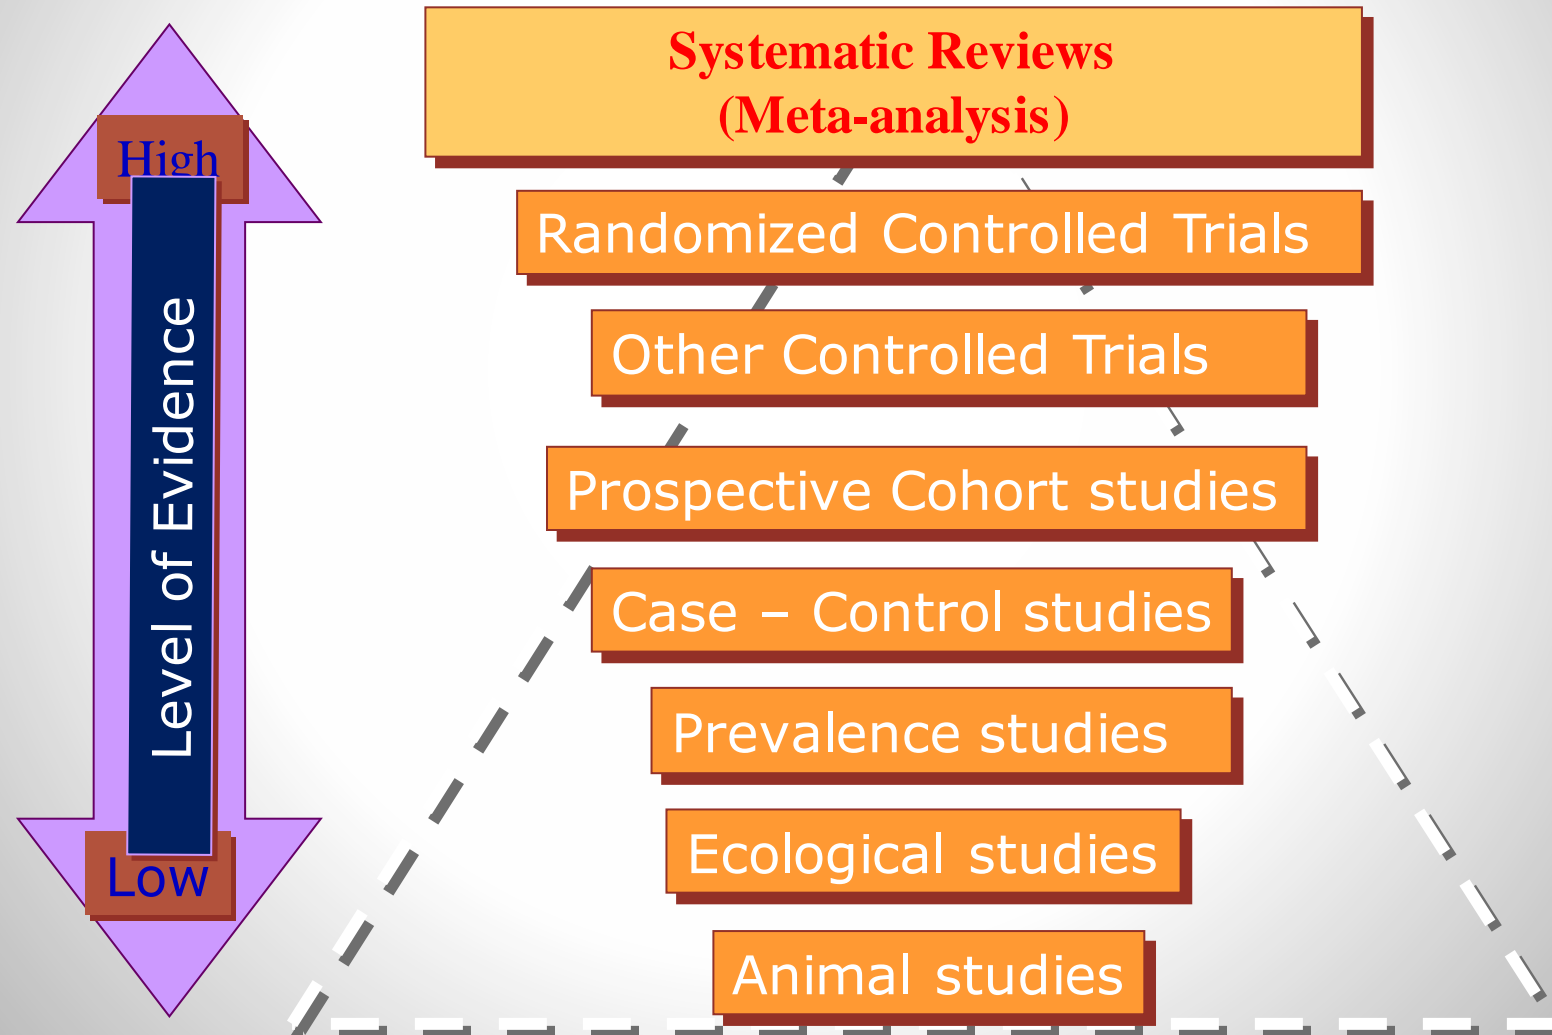 Systematic Reviews
(Meta-analysis)
High
Randomized Controlled Trials
Other Controlled Trials
Level of Evidence
Prospective Cohort studies
Case – Control studies
Prevalence studies
Low
Ecological studies
Animal studies